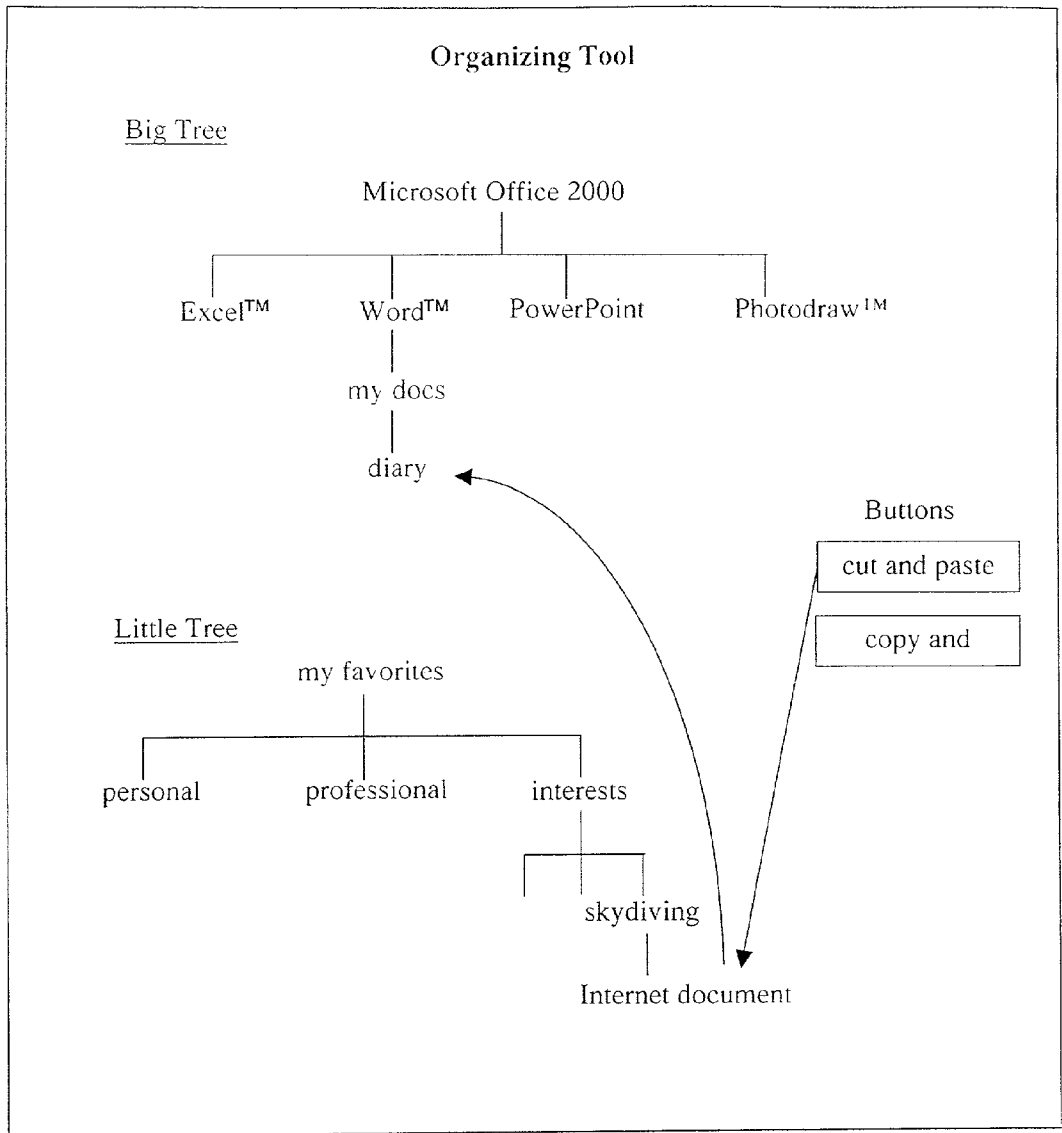 Organizing Tool
Big Tree
Microsoft Office 2000
Excel™ Word™ PowerPoint Photodraw™
my docs
diary
Buttons
cut and paste
copy and
Little Tree
my favorites
personal professional interests
skydiving
Internet document